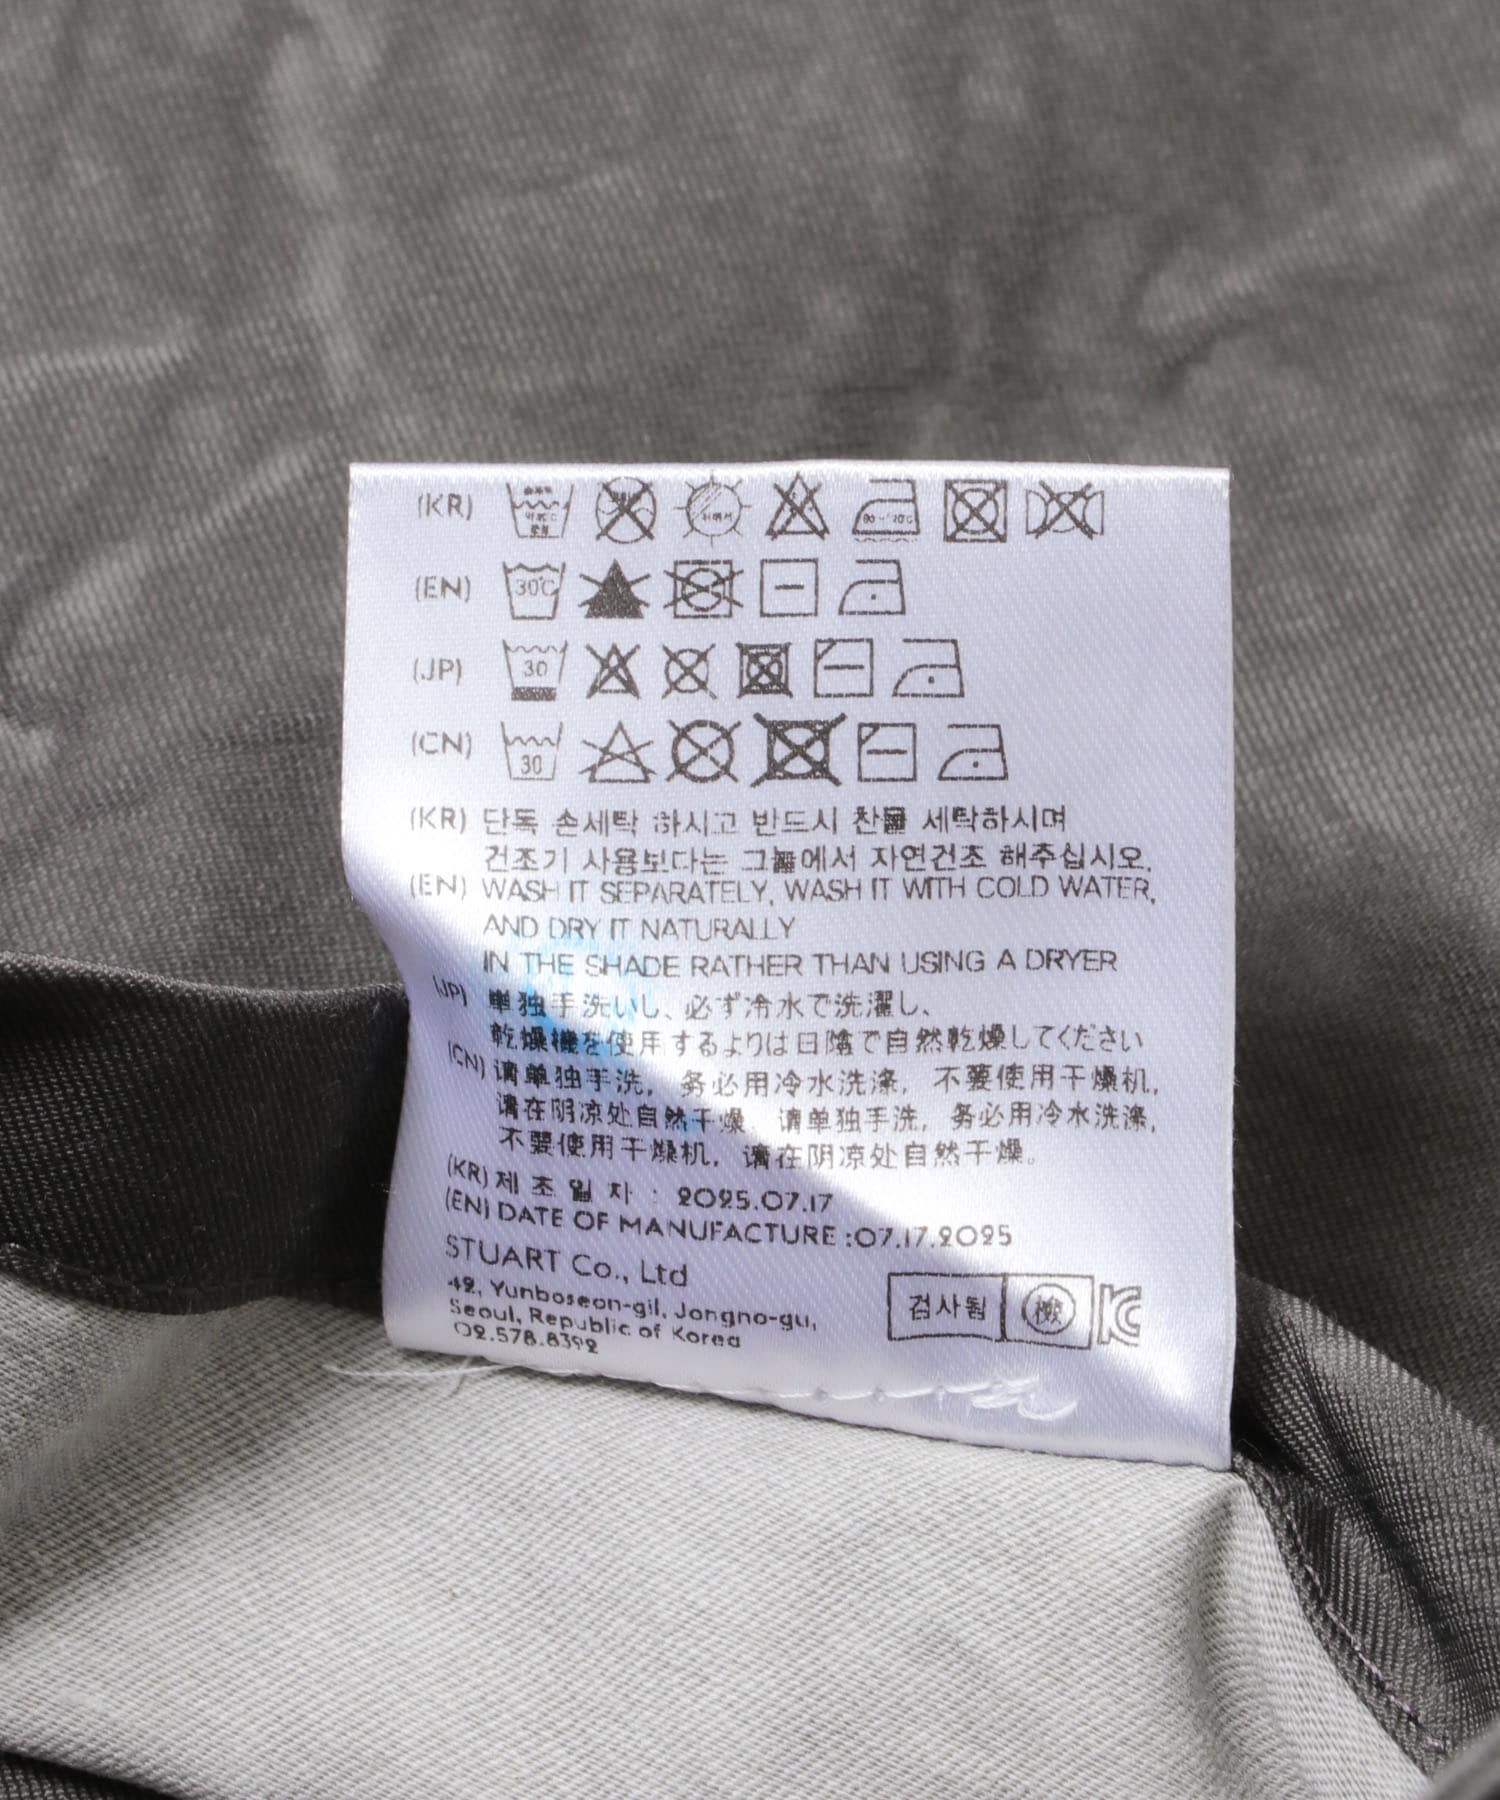 (KR)
(EN) 30°C
(JP) 30
(CN) 30
(KR) 단독 손세탁 하시고 반드시 찬물 세탁하시며
건조기 사용보다는 그늘에서 자연건조 해주십시오.
(EN) WASH IT SEPARATELY, WASH IT WITH COLD WATER,
AND DRY IT NATURALLY
IN THE SHADE RATHER THAN USING A DRYER
(JP) 単独手洗いし、必ず冷水で洗濯し、
乾燥機を使用するよりは日陰で自然乾燥してください
(CN) 请单独手洗，务必用冷水洗涤，不要使用干燥机，
请在阴凉处自然干燥。请单独手洗，务必用冷水洗涤，
不要使用干燥机，请在阴凉处自然干燥。
(KR) 제 조 일 자 : 2025.07.17
(EN) DATE OF MANUFACTURE :07.17.2025
STUART Co., Ltd
42, Yunboseon-gil, Jongno-gu,
Seoul, Republic of Korea
02.578.8392
검사됨 檢 KC